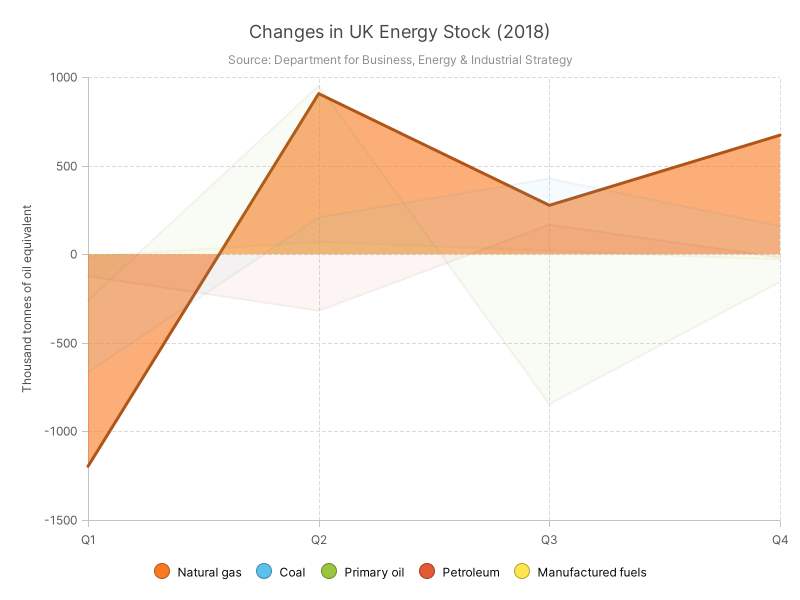 Changes in UK Energy Stock (2018)
Source: Department for Business, Energy & Industrial Strategy
Thousand tonnes of oil equivalent
1000
500
0
-500
-1000
-1500
Q1 Q2 Q3 Q4
Natural gas Coal Primary oil Petroleum Manufactured fuels